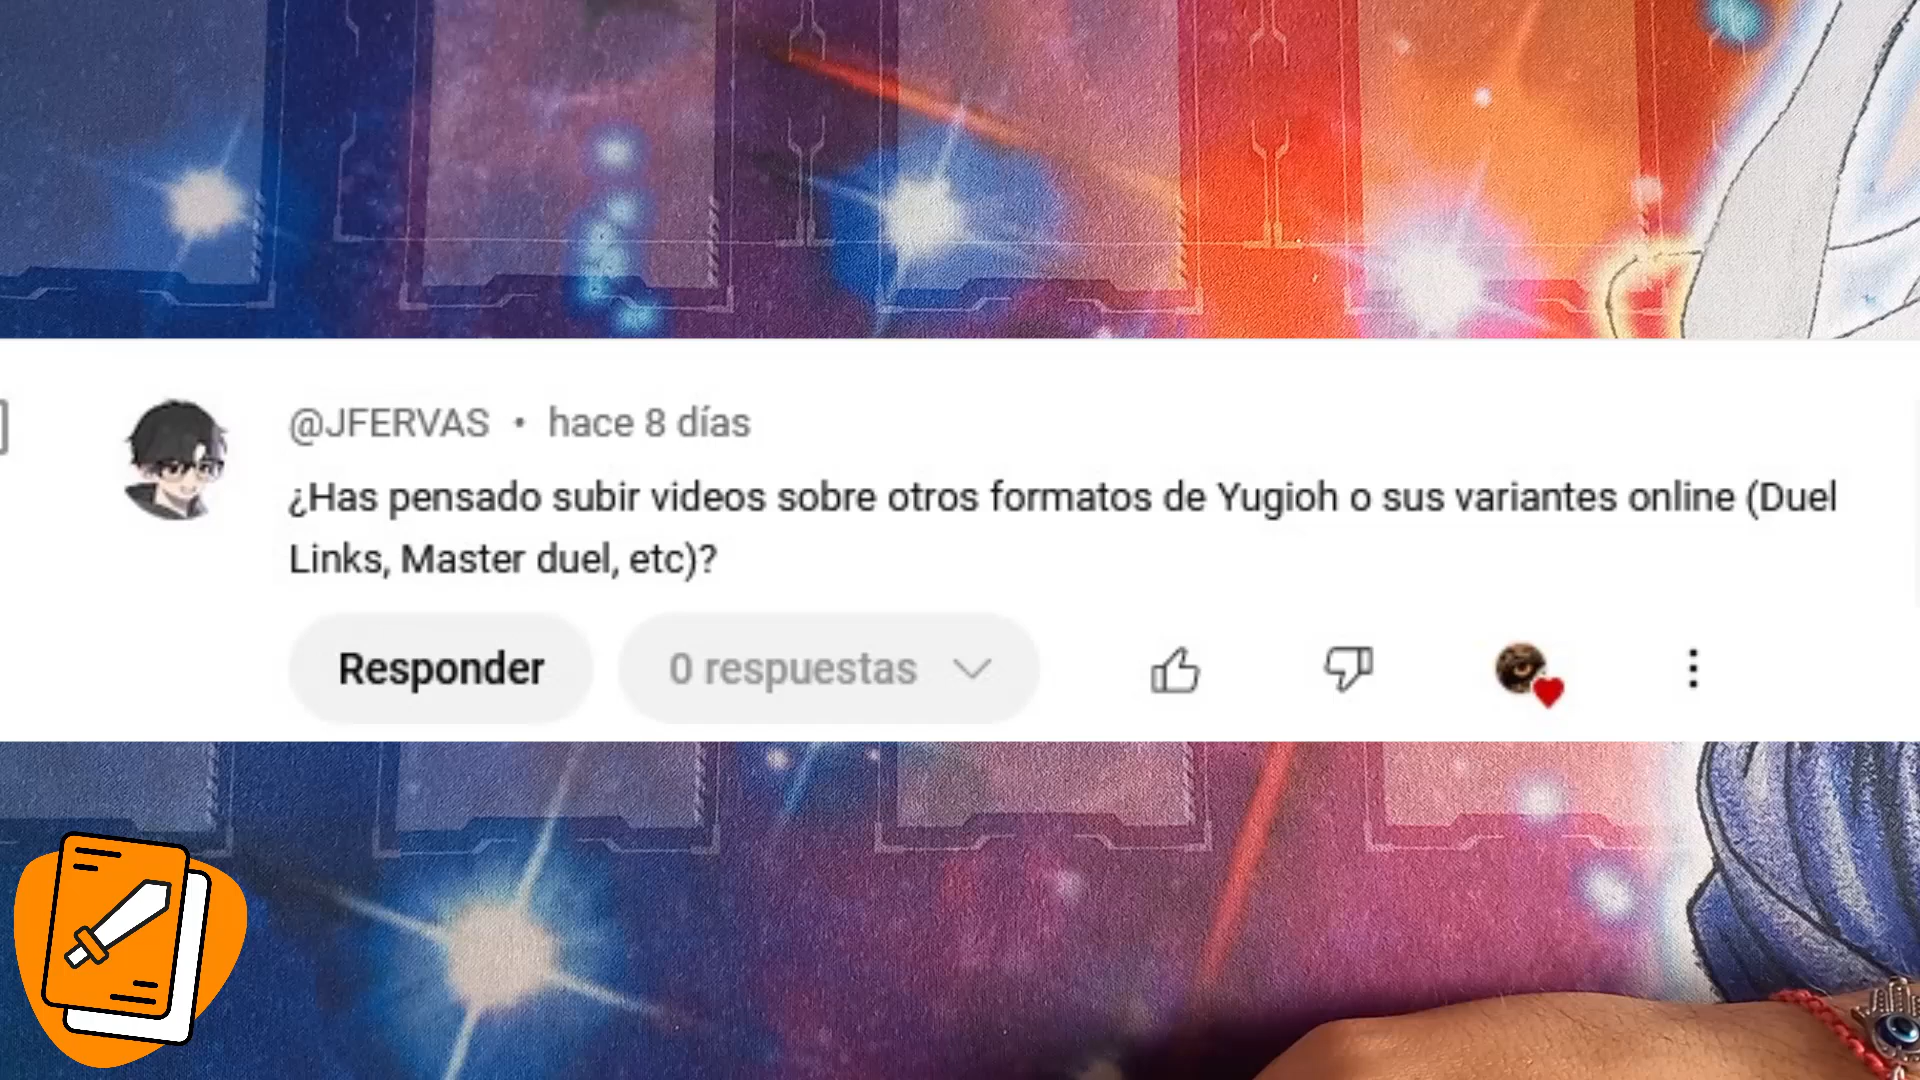 @JFERVAS • hace 8 días
¿Has pensado subir videos sobre otros formatos de Yugioh o sus variantes online (Duel
Links, Master duel, etc)?
Responder 0 respuestas